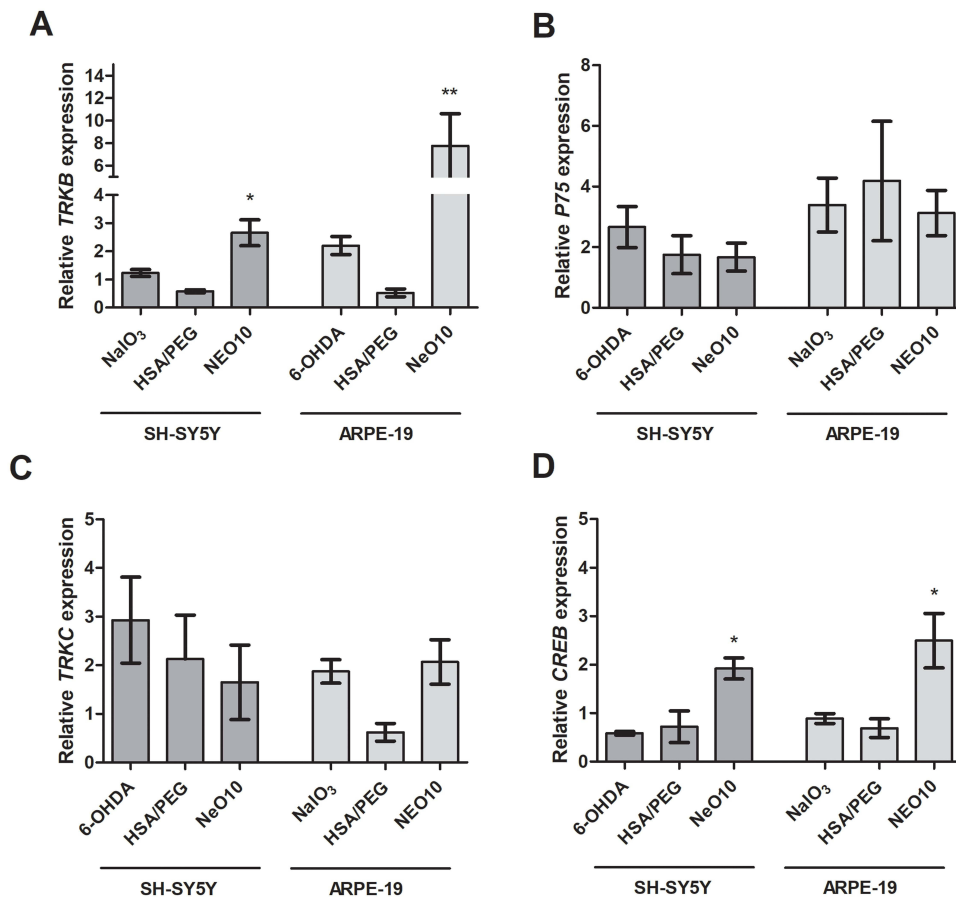 A
Relative TRKB expression
14
12
10
8
6
4
3
2
1
0
*
**
NaIO₃
HSA/PEG
NEO10
6-OHDA
HSA/PEG
NeO10
SH-SY5Y
ARPE-19
B
Relative P75 expression
8
6
4
2
0
6-OHDA
HSA/PEG
NeO10
NaIO₃
HSA/PEG
NEO10
SH-SY5Y
ARPE-19
C
Relative TRKC expression
5
4
3
2
1
0
6-OHDA
HSA/PEG
NeO10
NaIO₃
HSA/PEG
NEO10
SH-SY5Y
ARPE-19
D
Relative CREB expression
5
4
3
2
1
0
*
*
6-OHDA
HSA/PEG
NeO10
NaIO₃
HSA/PEG
NEO10
SH-SY5Y
ARPE-19